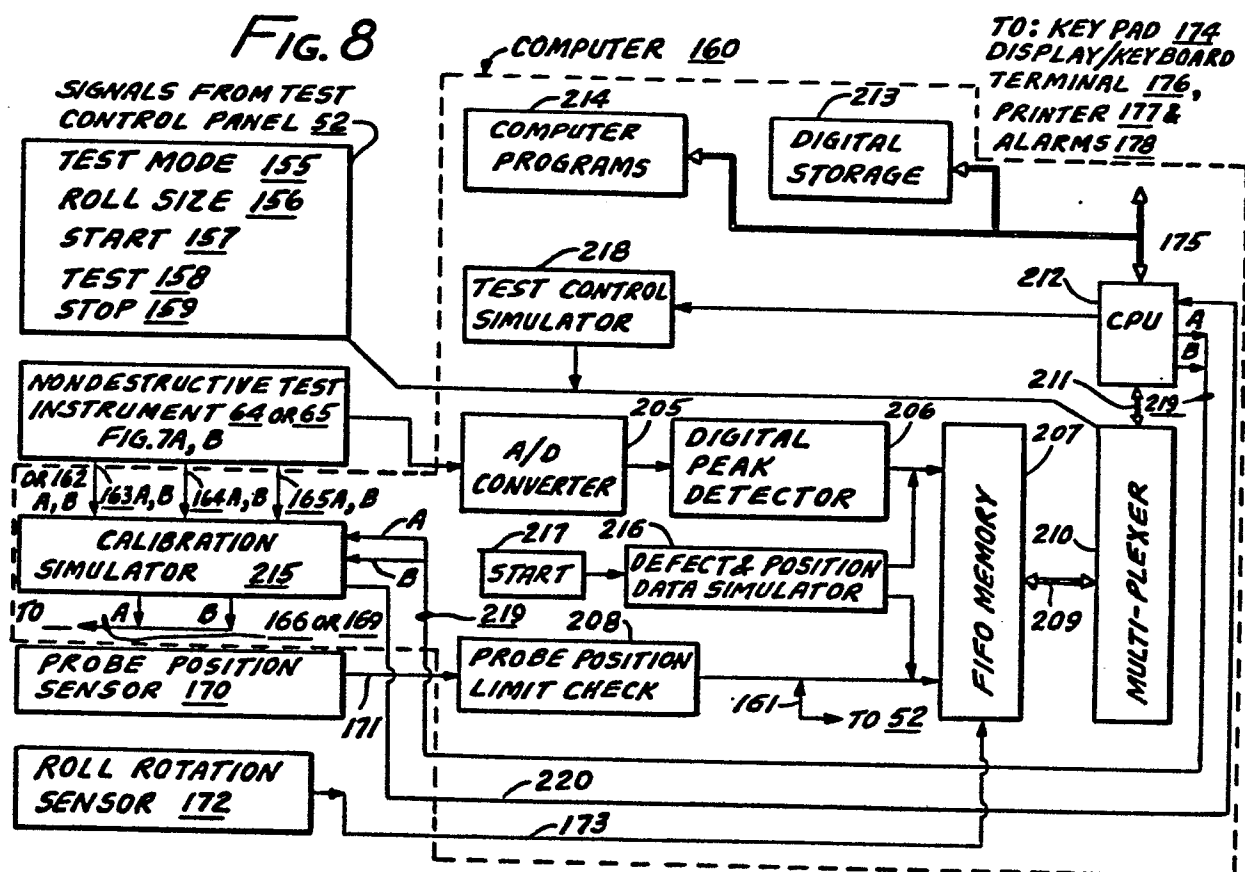 FIG. 8
COMPUTER 160
TO: KEY PAD 174
DISPLAY/KEYBOARD
TERMINAL 176,
PRINTER 177 &
ALARMS 178
SIGNALS FROM TEST
CONTROL PANEL 52
TEST MODE 155
ROLL SIZE 156
START 157
TEST 158
STOP 159
214
COMPUTER
PROGRAMS
213
DIGITAL
STORAGE
175
218
TEST CONTROL
SIMULATOR
212
CPU
A
B
211
219
NONDESTRUCTIVE TEST
INSTRUMENT 64 OR 65
FIG. 7A, B
205
A/D
CONVERTER
206
DIGITAL
PEAK
DETECTOR
207
FIFO MEMORY
210
MULTI-PLEXER
209
OR 162
A, B
163A, B
164A, B
165A, B
CALIBRATION
SIMULATOR 215
A
B
217
START
216
DEFECT & POSITION
DATA SIMULATOR
TO
A
B
166 OR 169
219
208
PROBE POSITION
SENSOR 170
171
PROBE POSITION
LIMIT CHECK
161
TO 52
ROLL ROTATION
SENSOR 172
220
173